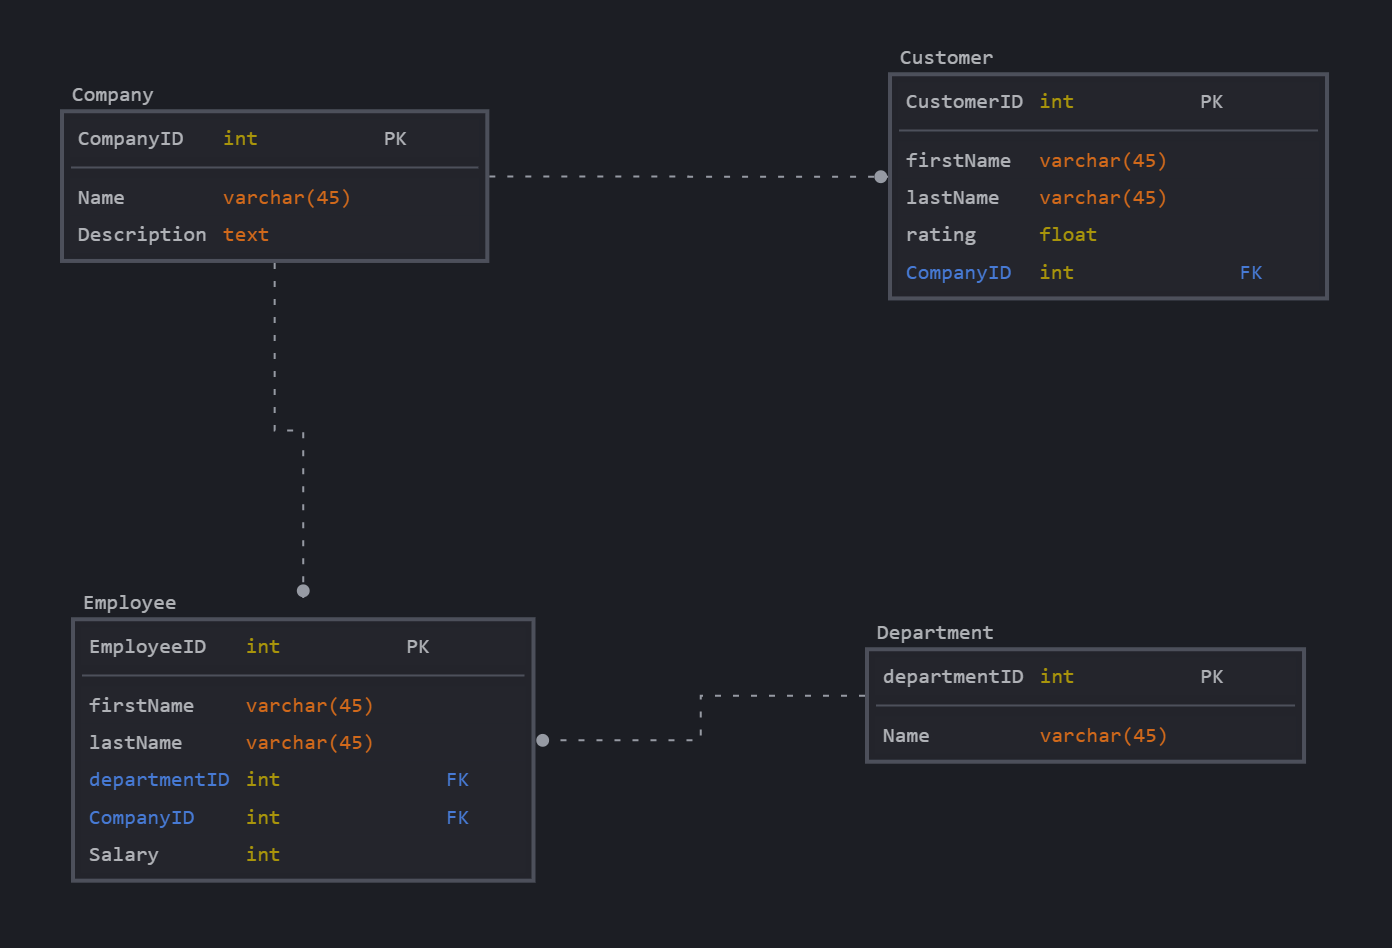 Company
CompanyID int PK
Name varchar(45)
Description text
Customer
CustomerID int PK
firstName varchar(45)
lastName varchar(45)
rating float
CompanyID int FK
Employee
EmployeeID int PK
firstName varchar(45)
lastName varchar(45)
departmentID int FK
CompanyID int FK
Salary int
Department
departmentID int PK
Name varchar(45)